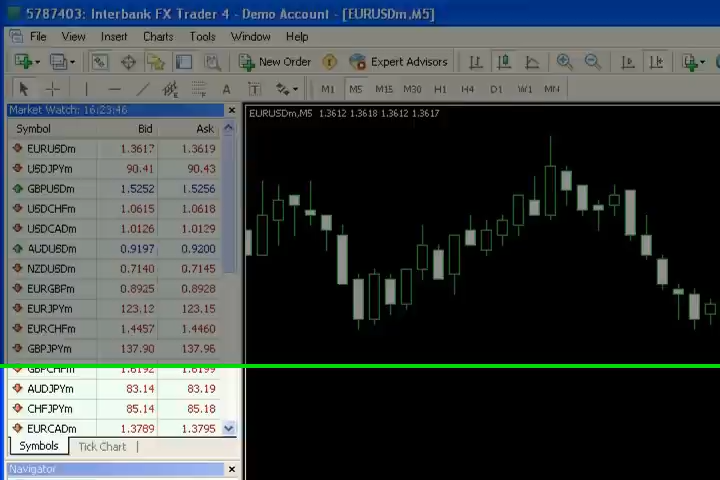 5787403: Interbank FX Trader 4 - Demo Account - [EURUSDm,M5]
File View Insert Charts Tools Window Help
New Order Expert Advisors
A T M1 M5 M15 M30 H1 H4 D1 W1 MN
Market Watch: 16:23:46
Symbol Bid Ask
EURUSDm 1.3617 1.3619
USDJPYm 90.41 90.43
GBPUSDm 1.5252 1.5256
USDCHFm 1.0615 1.0618
USDCADm 1.0126 1.0129
AUDUSDm 0.9197 0.9200
NZDUSDm 0.7140 0.7145
EURGBPm 0.8925 0.8928
EURJPYm 123.12 123.15
EURCHFm 1.4457 1.4460
GBPJPYm 137.90 137.96
GBPCHFm 1.6192 1.6199
AUDJPYm 83.14 83.19
CHFJPYm 85.14 85.18
EURCADm 1.3789 1.3795
Symbols Tick Chart
Navigator
EURUSDm,M5 1.3612 1.3618 1.3612 1.3617